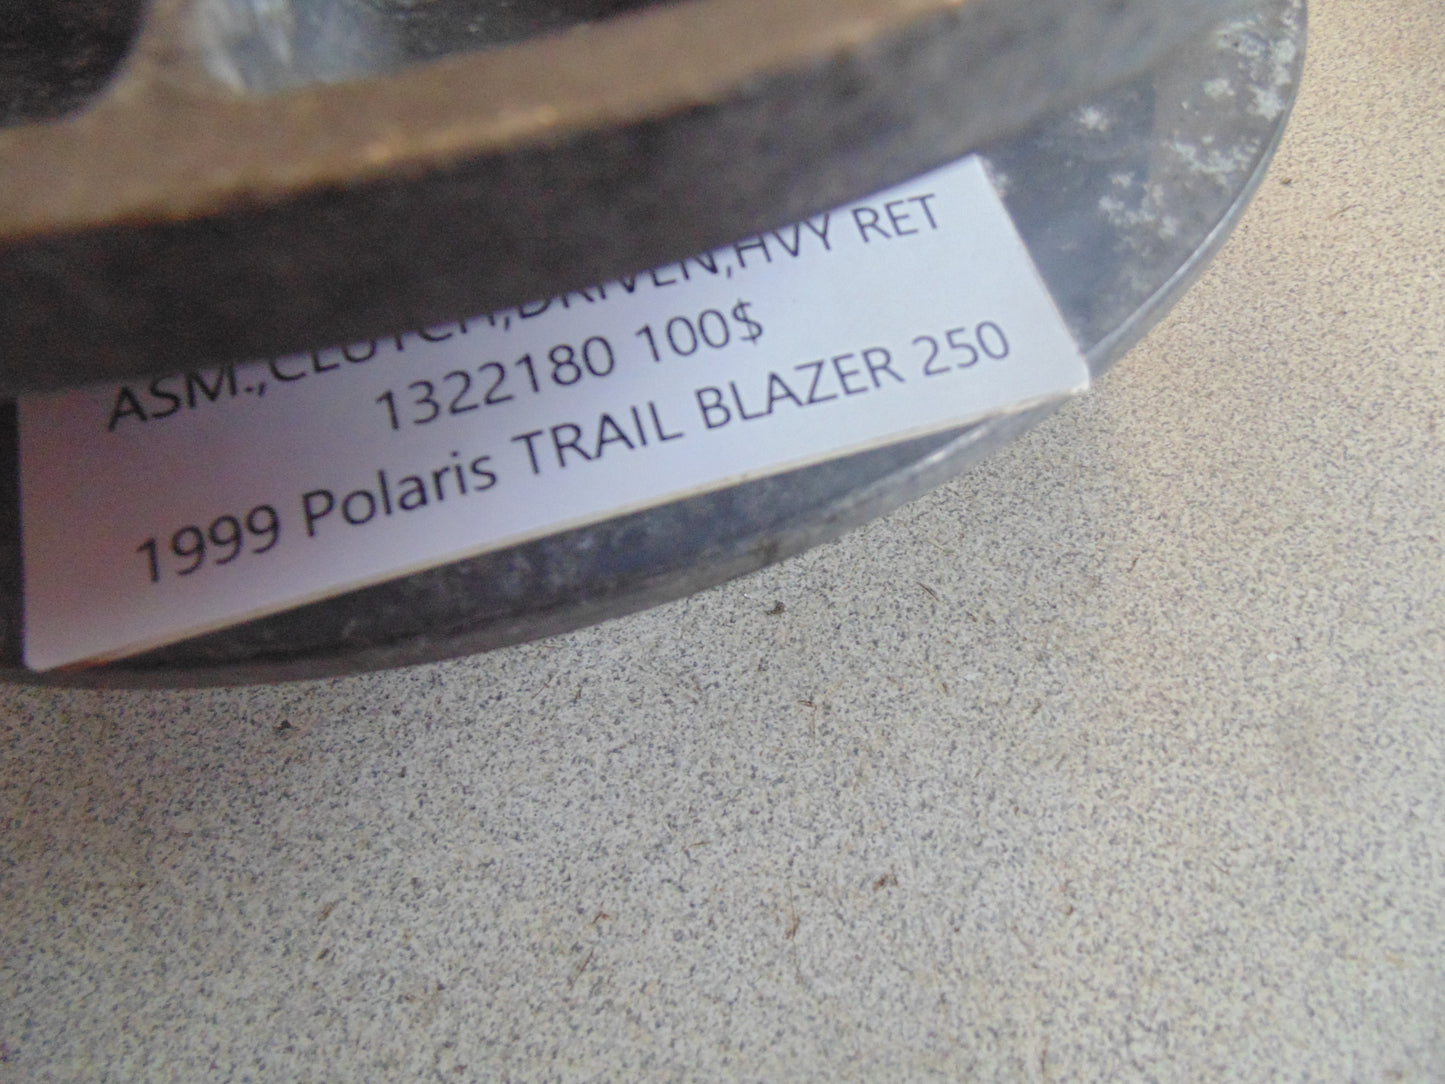 ASM.,CLUTCH,DRIVEN,HVY RET
1322180 100$
1999 Polaris TRAIL BLAZER 250